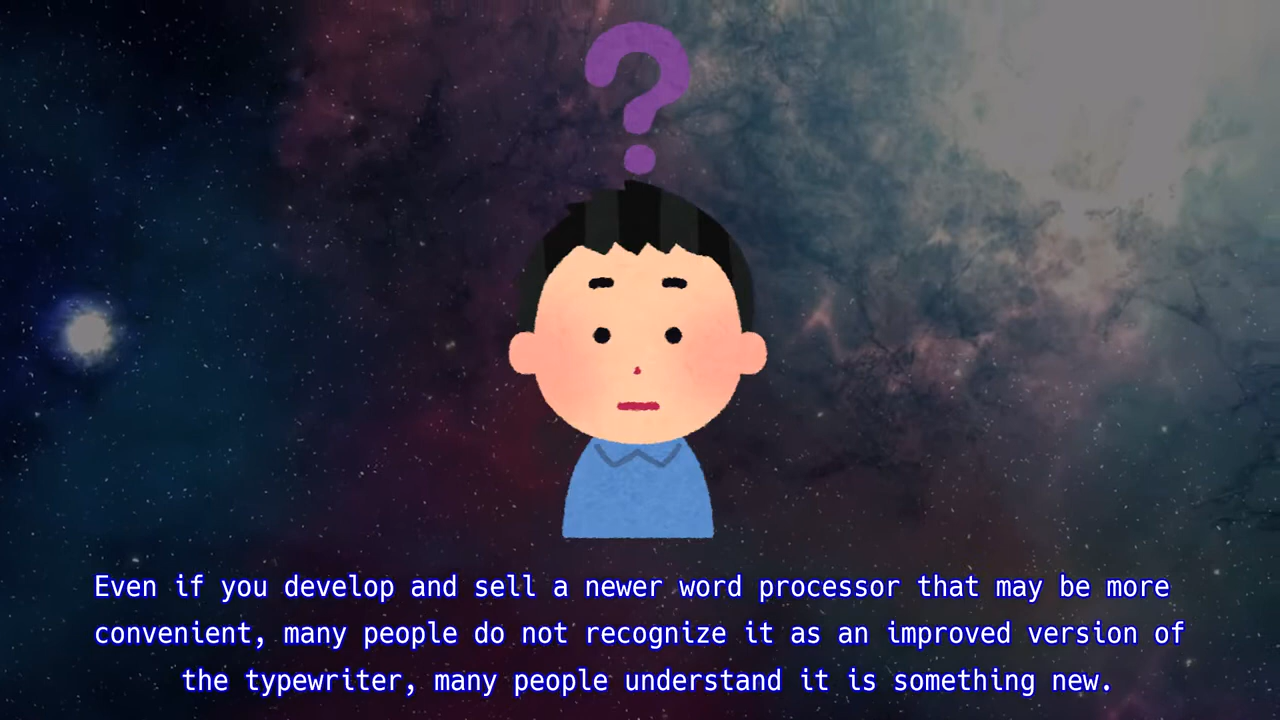 ?
Even if you develop and sell a newer word processor that may be more
convenient, many people do not recognize it as an improved version of
the typewriter, many people understand it is something new.